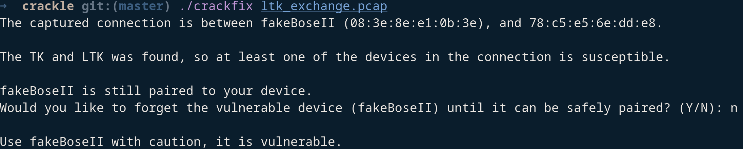 → crackle git:(master) ./crackfix ltk_exchange.pcap
The captured connection is between fakeBoseII (08:3e:8e:e1:0b:3e), and 78:c5:e5:6e:dd:e8.
The TK and LTK was found, so at least one of the devices in the connection is susceptible.
fakeBoseII is still paired to your device.
Would you like to forget the vulnerable device (fakeBoseII) until it can be safely paired? (Y/N): n
Use fakeBoseII with caution, it is vulnerable.